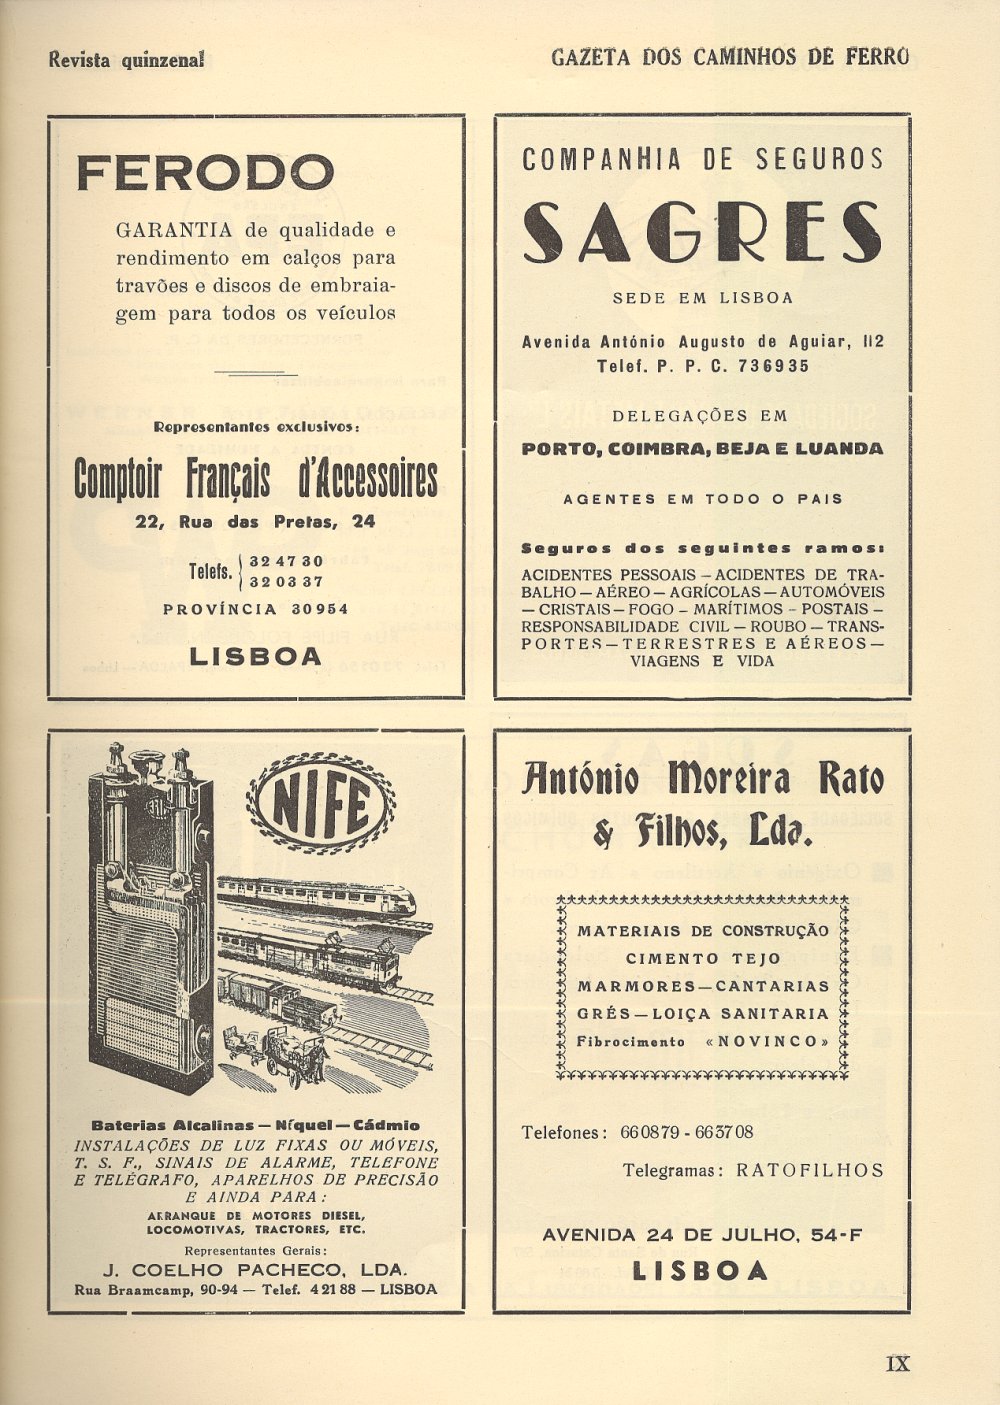 Revista quinzenal
GAZETA DOS CAMINHOS DE FERRO
FERODO
GARANTIA de qualidade e
rendimento em calços para
travões e discos de embraia-
gem para todos os veículos
Representantes exclusivos:
Comptoir Français d'Accessoires
22, Rua das Pretas, 24
Telefs. { 32 47 30
32 03 37
PROVÍNCIA 30954
LISBOA
COMPANHIA DE SEGUROS
SAGRES
SEDE EM LISBOA
Avenida António Augusto de Aguiar, 112
Telef. P. P. C. 736935
DELEGAÇÕES EM
PORTO, COIMBRA, BEJA E LUANDA
AGENTES EM TODO O PAIS
Seguros dos seguintes ramos:
ACIDENTES PESSOAIS — ACIDENTES DE TRA-
BALHO — AÉREO — AGRÍCOLAS — AUTOMÓVEIS
— CRISTAIS — FOGO — MARÍTIMOS — POSTAIS —
RESPONSABILIDADE CIVIL — ROUBO — TRANS-
PORTES — TERRESTRES E AÉREOS —
VIAGENS E VIDA
NIFE
Baterias Alcalinas — Níquel — Cádmio
INSTALAÇÕES DE LUZ FIXAS OU MÓVEIS,
T. S. F., SINAIS DE ALARME, TELEFONE
E TELÉGRAFO, APARELHOS DE PRECISÃO
E AINDA PARA:
ARRANQUE DE MOTORES DIESEL,
LOCOMOTIVAS, TRACTORES, ETC.
Representantes Gerais:
J. COELHO PACHECO, LDA.
Rua Braamcamp, 90-94 — Telef. 4 21 88 — LISBOA
António Moreira Rato
& Filhos, Lda.
MATERIAIS DE CONSTRUÇÃO
CIMENTO TEJO
MARMORES — CANTARIAS
GRÉS — LOIÇA SANITARIA
Fibrocimento «NOVINCO»
Telefones: 660879 - 663708
Telegramas: RATOFILHOS
AVENIDA 24 DE JULHO, 54-F
LISBOA
IX